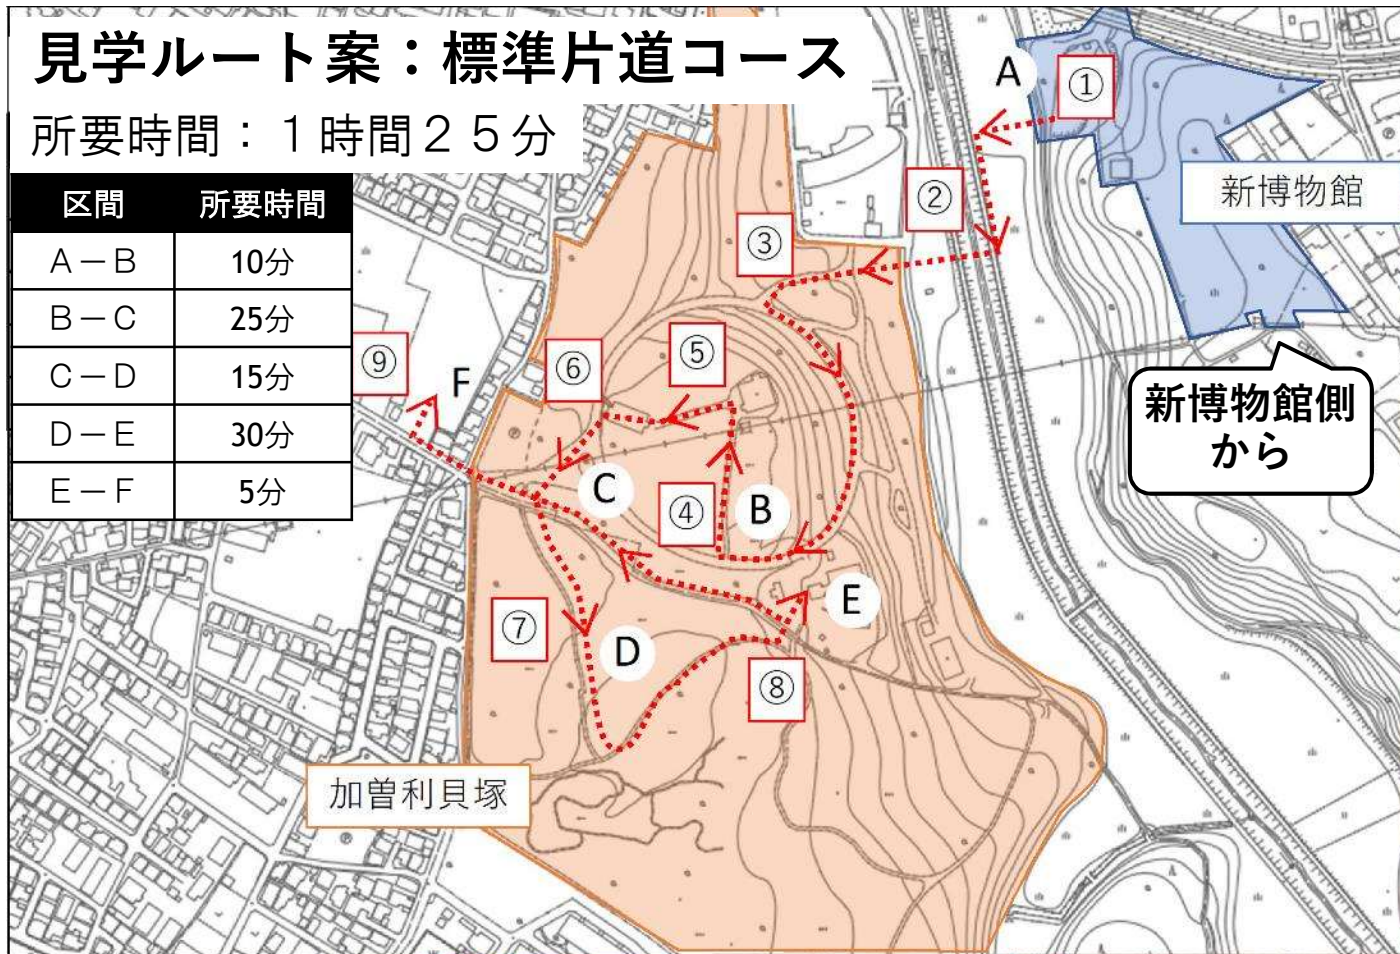 見学ルート案：標準片道コース
所要時間：１時間２５分
区間 所要時間
Ａ－Ｂ 10分
Ｂ－Ｃ 25分
Ｃ－Ｄ 15分
Ｄ－Ｅ 30分
Ｅ－Ｆ 5分
A
①
②
新博物館
③
新博物館側
から
⑤
⑥
⑨
F
C
④
B
E
⑦
D
⑧
加曽利貝塚